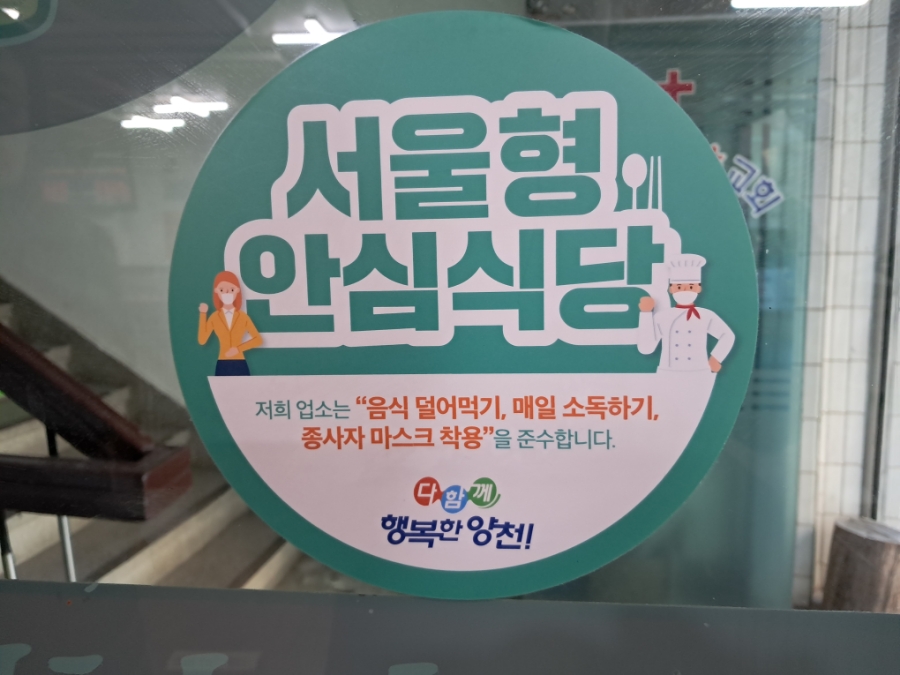 서울형
안심식당
저희 업소는 “음식 덜어먹기, 매일 소독하기,
종사자 마스크 착용”을 준수합니다.
다함께
행복한 양천!
교회